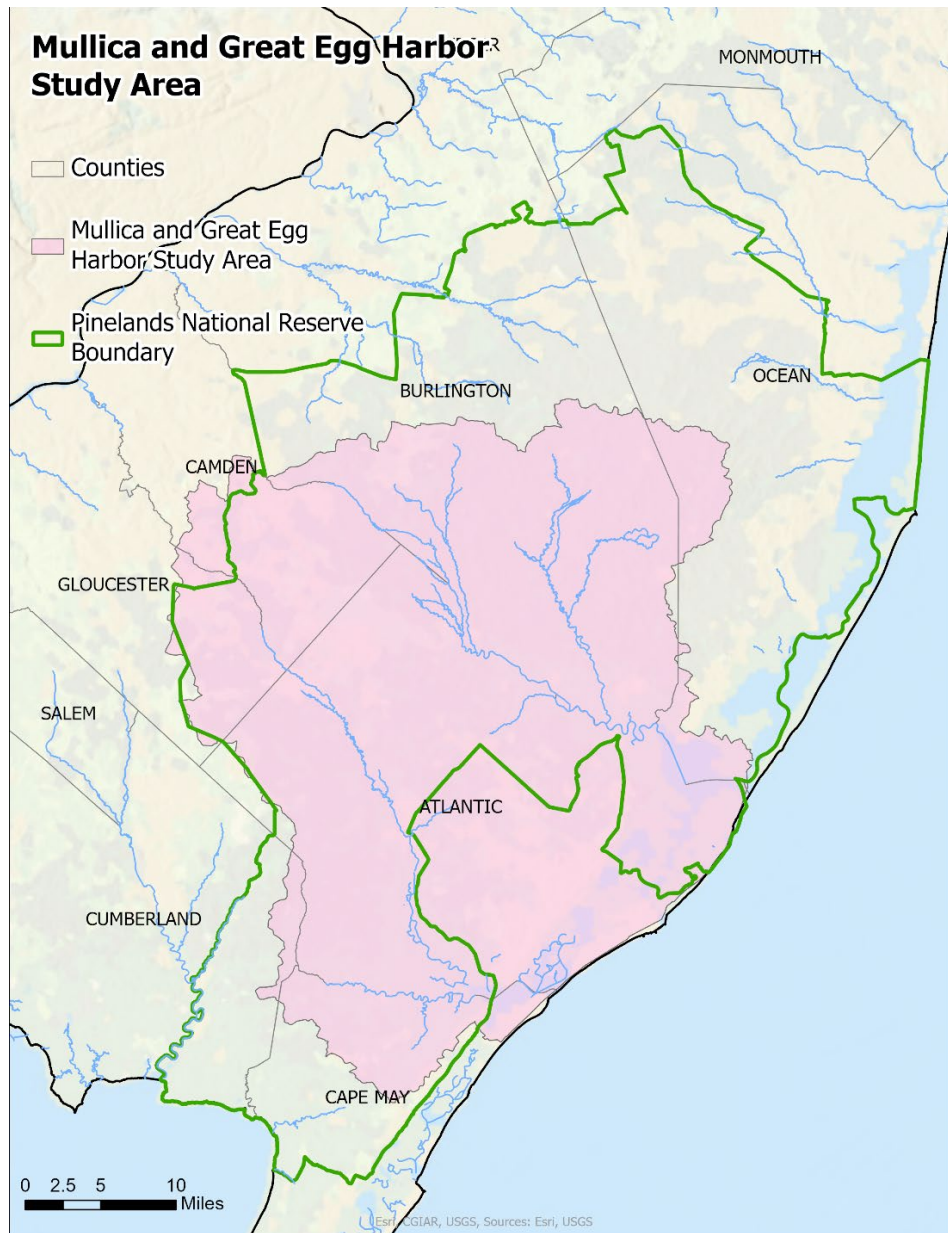 Mullica and Great Egg Harbor
Study Area
MONMOUTH
Counties
Mullica and Great Egg
Harbor Study Area
Pinelands National Reserve
Boundary
OCEAN
BURLINGTON
CAMDEN
GLOUCESTER
SALEM
ATLANTIC
CUMBERLAND
CAPE MAY
0 2.5 5 10
Miles
Esri, CGIAR, USGS, Sources: Esri, USGS